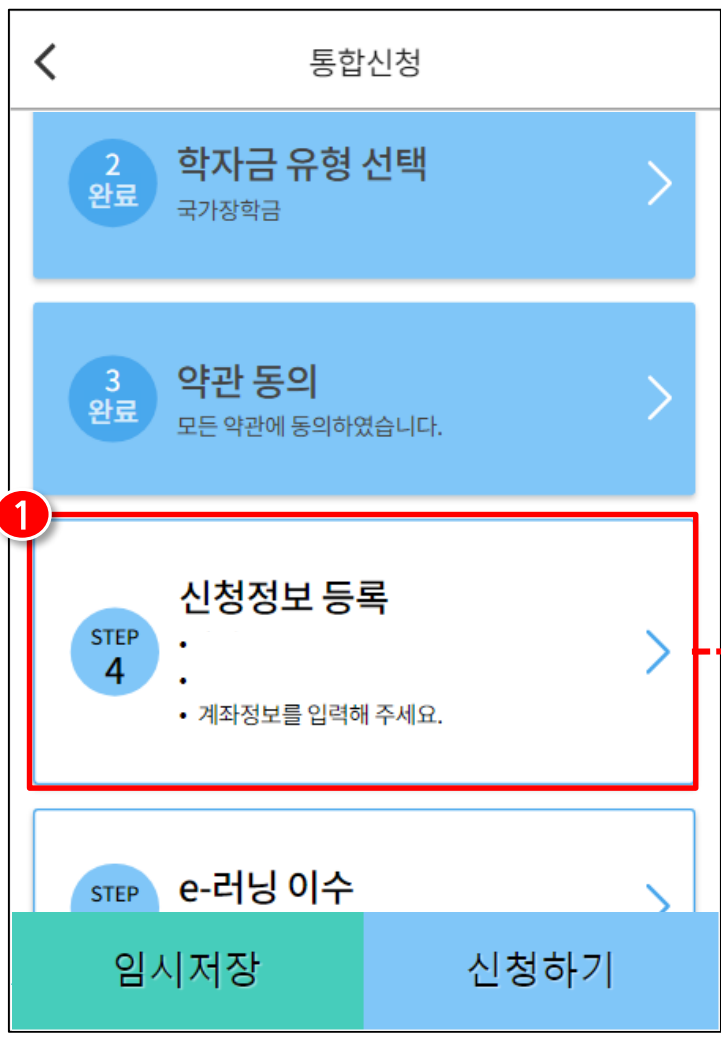 통합신청
2
완료
학자금 유형 선택
국가장학금
3
완료
약관 동의
모든 약관에 동의하였습니다.
1
STEP
4
신청정보 등록
•
•
• 계좌정보를 입력해 주세요.
STEP
e-러닝 이수
임시저장
신청하기